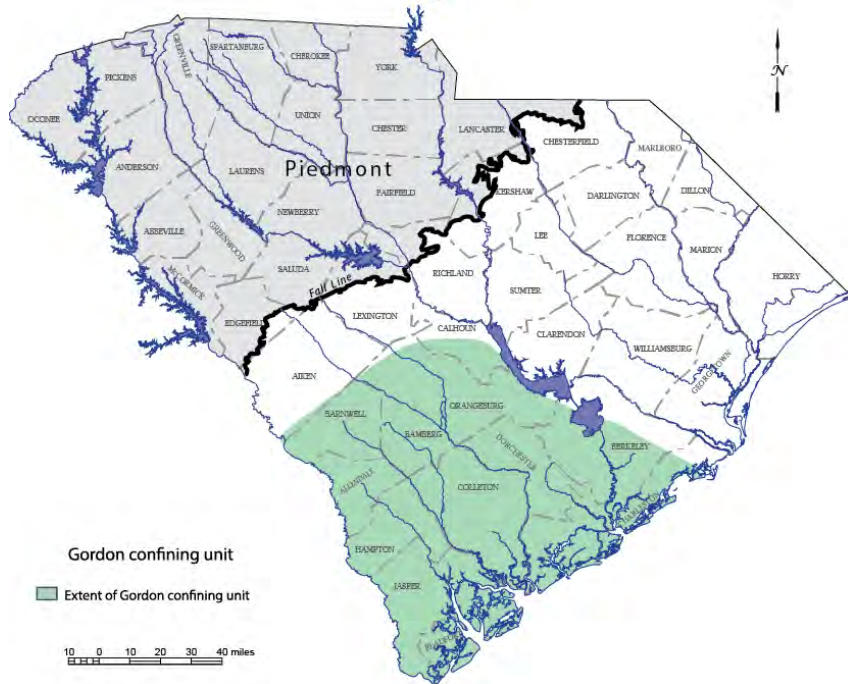 SPARTANBURG
CHEROKEE
GREENVILLE
YORK
PICKENS
OCONEE
UNION
CHESTER
LANCASTER
CHESTERFIELD
MARLBORO
ANDERSON
LAURENS
Piedmont
FAIRFIELD
KERSHAW
DARLINGTON
DILLON
NEWBERRY
ABBEVILLE
GREENWOOD
LEE
FLORENCE
MARION
SALUDA
RICHLAND
HORRY
MC CORMICK
Fall Line
SUMTER
EDGEFIELD
LEXINGTON
CALHOUN
CLARENDON
WILLIAMSBURG
GEORGETOWN
AIKEN
BARNWELL
ORANGEBURG
BAMBERG
DORCHESTER
BERKELEY
ALLENDALE
COLLETON
CHARLESTON
HAMPTON
JASPER
BEAUFORT
N
Gordon confining unit
Extent of Gordon confining unit
10 0 10 20 30 40 miles